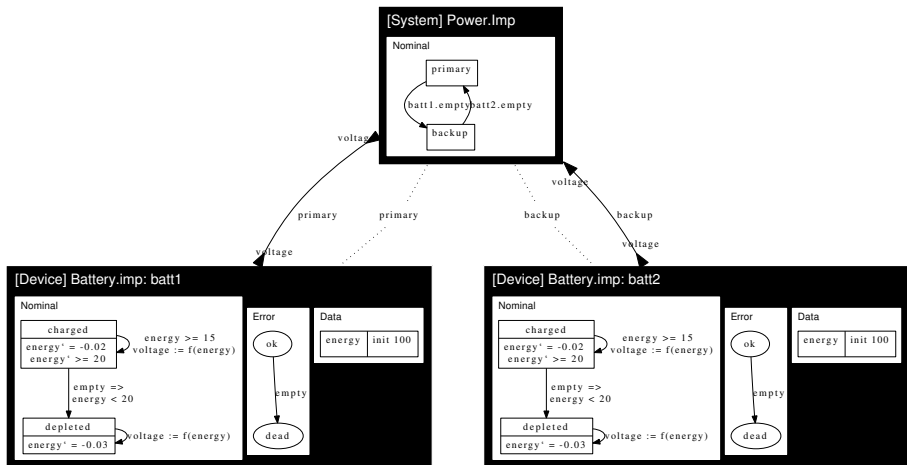 [System] Power.Imp
Nominal
primary
batt1.empty
batt2.empty
backup
voltage
voltage
primary
primary
backup
backup
voltage
voltage
[Device] Battery.imp: batt1
Nominal
charged
energy‘ = -0.02
energy‘ >= 20
energy >= 15
voltage := f(energy)
empty =>
energy < 20
depleted
energy‘ = -0.03
voltage := f(energy)
Error
ok
empty
dead
Data
energy
init 100
[Device] Battery.imp: batt2
Nominal
charged
energy‘ = -0.02
energy‘ >= 20
energy >= 15
voltage := f(energy)
empty =>
energy < 20
depleted
energy‘ = -0.03
voltage := f(energy)
Error
ok
empty
dead
Data
energy
init 100